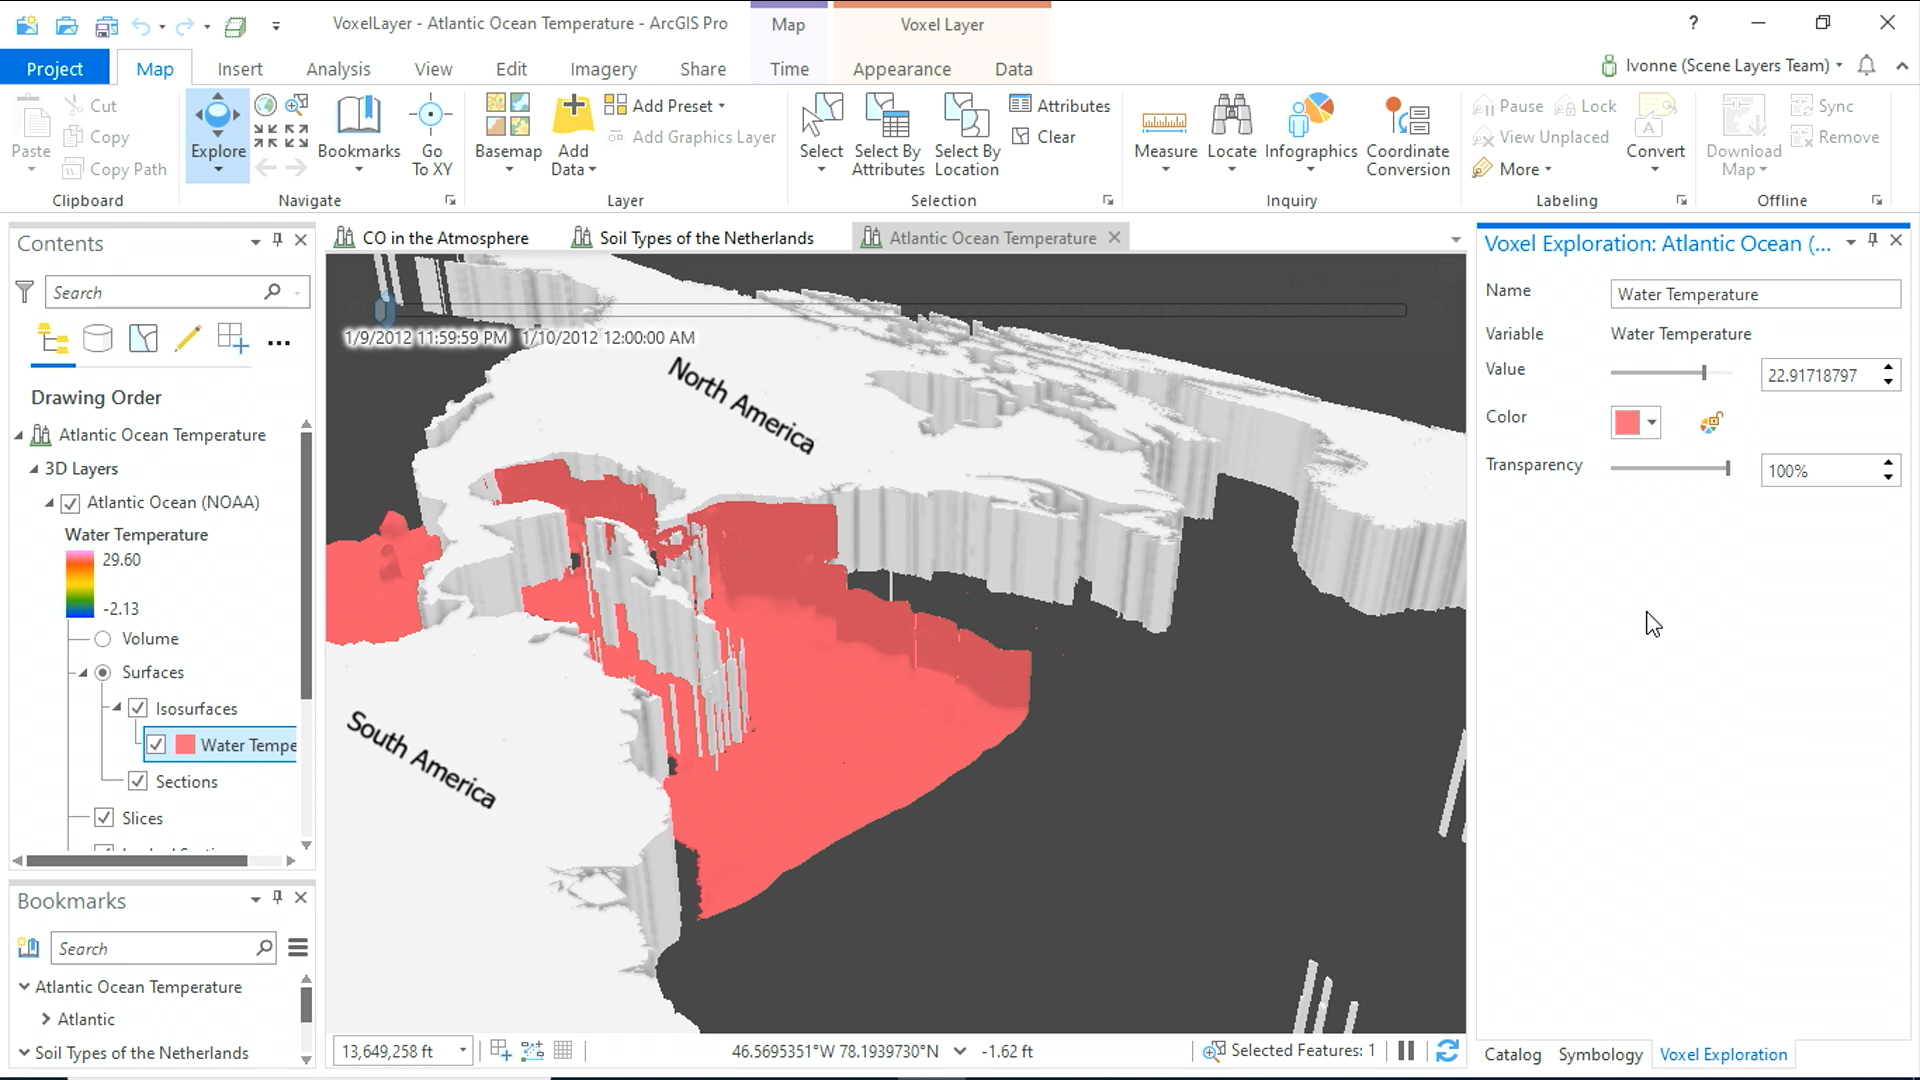 VoxelLayer - Atlantic Ocean Temperature - ArcGIS Pro
Map
Voxel Layer
?
Project
Map
Insert
Analysis
View
Edit
Imagery
Share
Time
Appearance
Data
Ivonne (Scene Layers Team)
Paste
Cut
Copy
Copy Path
Clipboard
Explore
Bookmarks
Go
To XY
Navigate
Basemap
Add
Data
Add Preset
Add Graphics Layer
Layer
Select
Select By
Attributes
Select By
Location
Attributes
Clear
Selection
Measure
Locate
Infographics
Coordinate
Conversion
Inquiry
Pause
Lock
View Unplaced
More
Convert
Labeling
Download
Map
Sync
Remove
Offline
Contents
Search
Drawing Order
Atlantic Ocean Temperature
3D Layers
Atlantic Ocean (NOAA)
Water Temperature
29.60
-2.13
Volume
Surfaces
Isosurfaces
Water Tempe
Sections
Slices
Bookmarks
Search
Atlantic Ocean Temperature
Atlantic
Soil Types of the Netherlands
CO in the Atmosphere
Soil Types of the Netherlands
Atlantic Ocean Temperature
1/9/2012 11:59:59 PM
1/10/2012 12:00:00 AM
North America
South America
13,649,258 ft
46.5695351°W 78.1939730°N
-1.62 ft
Selected Features: 1
Voxel Exploration: Atlantic Ocean (...
Name
Water Temperature
Variable
Water Temperature
Value
22.91718797
Color
Transparency
100%
Catalog
Symbology
Voxel Exploration